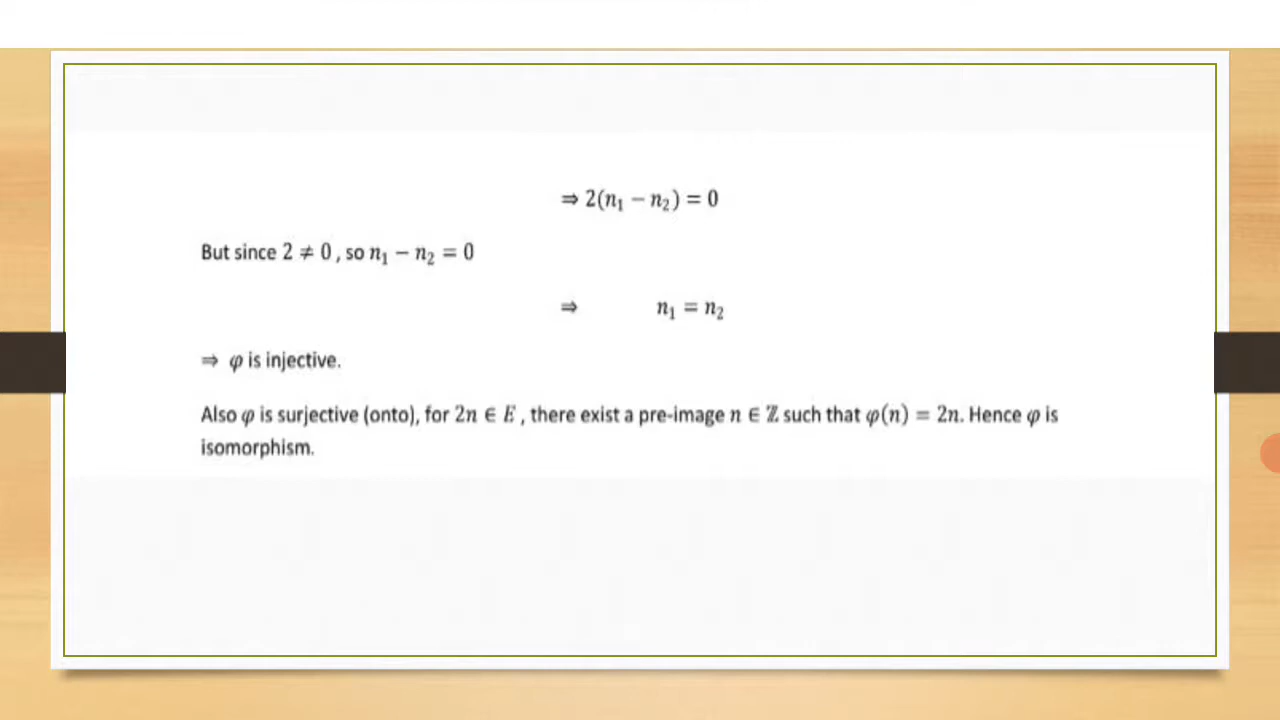 ⇒ 2(n₁ − n₂) = 0
But since 2 ≠ 0 , so n₁ − n₂ = 0
⇒ n₁ = n₂
⇒ φ is injective.
Also φ is surjective (onto), for 2n ∈ E , there exist a pre-image n ∈ ℤ such that φ(n) = 2n. Hence φ is
isomorphism.